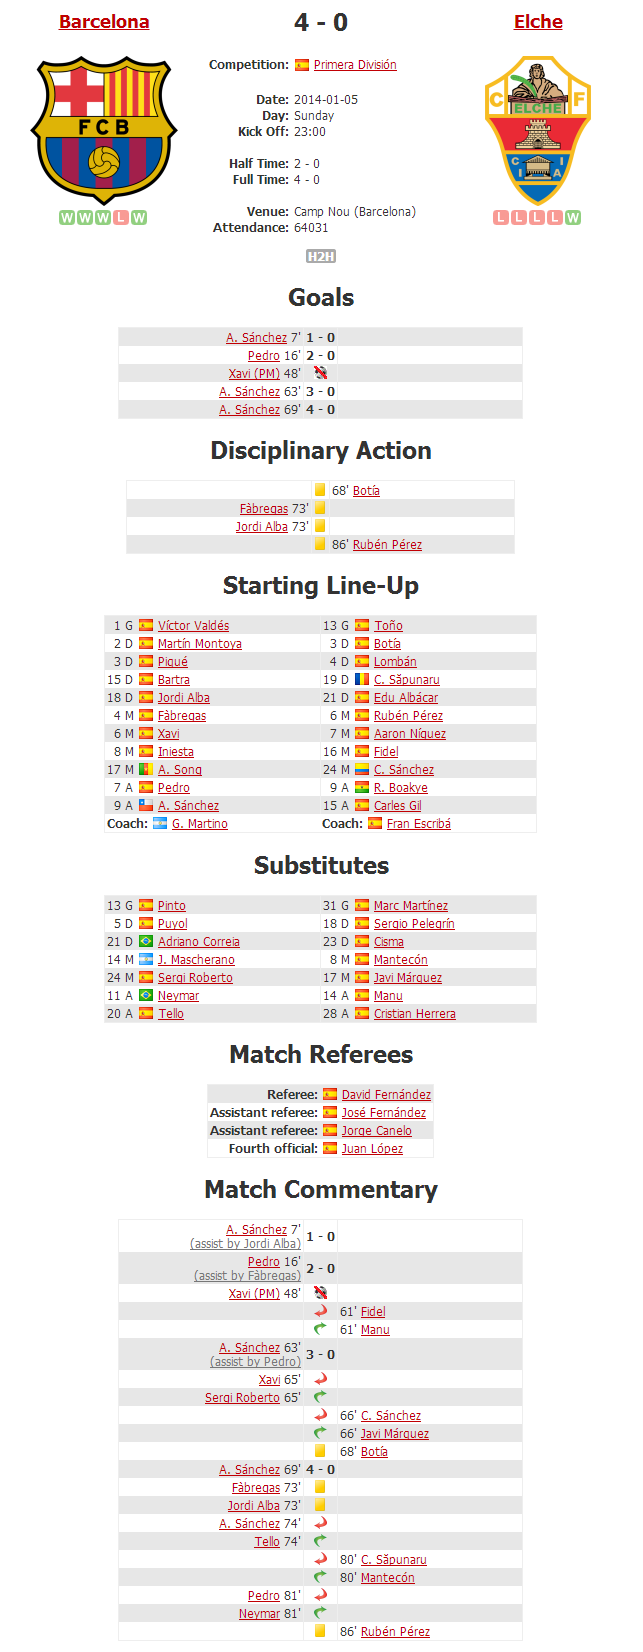 Barcelona 4 - 0 Elche
Competition: Primera División
Date: 2014-01-05
Day: Sunday
Kick Off: 23:00
Half Time: 2 - 0
Full Time: 4 - 0
Venue: Camp Nou (Barcelona)
Attendance: 64031
F C B
C F
ELCHE
C I
I A
W W W L W
L L L L W
H2H
Goals
A. Sánchez 7' 1 - 0
Pedro 16' 2 - 0
Xavi (PM) 48'
A. Sánchez 63' 3 - 0
A. Sánchez 69' 4 - 0
Disciplinary Action
68' Botía
Fàbregas 73'
Jordi Alba 73'
86' Rubén Pérez
Starting Line-Up
1 G Víctor Valdés 13 G Toño
2 D Martín Montoya 3 D Botía
3 D Piqué 4 D Lombán
15 D Bartra 19 D C. Săpunaru
18 D Jordi Alba 21 D Edu Albácar
4 M Fàbregas 6 M Rubén Pérez
6 M Xavi 7 M Aaron Níguez
8 M Iniesta 16 M Fidel
17 M A. Song 24 M C. Sánchez
7 A Pedro 9 A R. Boakye
9 A A. Sánchez 15 A Carles Gil
Coach: G. Martino Coach: Fran Escribá
Substitutes
13 G Pinto 31 G Marc Martínez
5 D Puyol 18 D Sergio Pelegrín
21 D Adriano Correia 23 D Cisma
14 M J. Mascherano 8 M Mantecón
24 M Sergi Roberto 17 M Javi Márquez
11 A Neymar 14 A Manu
20 A Tello 28 A Cristian Herrera
Match Referees
Referee: David Fernández
Assistant referee: José Fernández
Assistant referee: Jorge Canelo
Fourth official: Juan López
Match Commentary
A. Sánchez 7' 1 - 0
(assist by Jordi Alba)
Pedro 16' 2 - 0
(assist by Fàbregas)
Xavi (PM) 48'
61' Fidel
61' Manu
A. Sánchez 63' 3 - 0
(assist by Pedro)
Xavi 65'
Sergi Roberto 65'
66' C. Sánchez
66' Javi Márquez
68' Botía
A. Sánchez 69' 4 - 0
Fàbregas 73'
Jordi Alba 73'
A. Sánchez 74'
Tello 74'
80' C. Săpunaru
80' Mantecón
Pedro 81'
Neymar 81'
86' Rubén Pérez